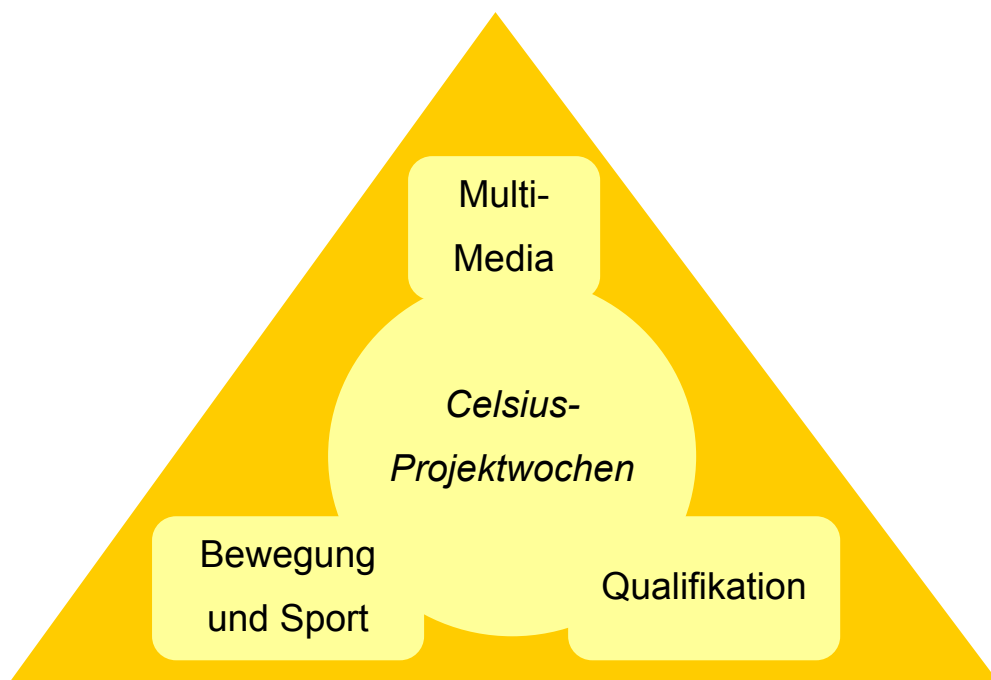 Multi-
Media
Celsius-
Projektwochen
Bewegung
und Sport
Qualifikation